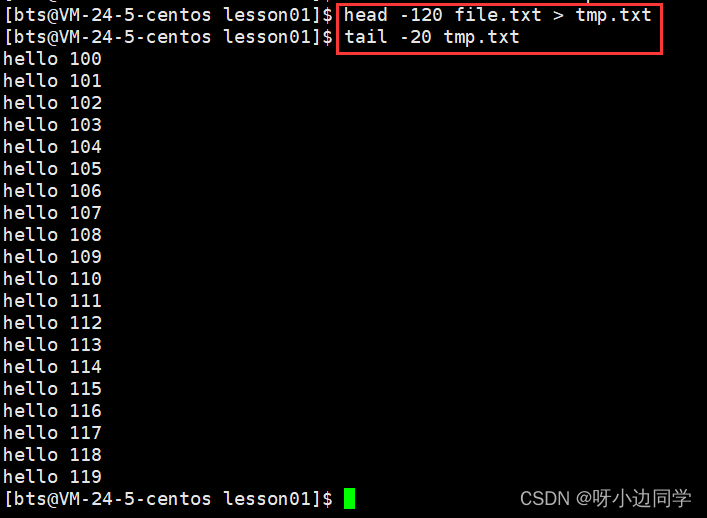 [bts@VM-24-5-centos lesson01]$ head -120 file.txt > tmp.txt
[bts@VM-24-5-centos lesson01]$ tail -20 tmp.txt
hello 100
hello 101
hello 102
hello 103
hello 104
hello 105
hello 106
hello 107
hello 108
hello 109
hello 110
hello 111
hello 112
hello 113
hello 114
hello 115
hello 116
hello 117
hello 118
hello 119
[bts@VM-24-5-centos lesson01]$
CSDN @呀小边同学